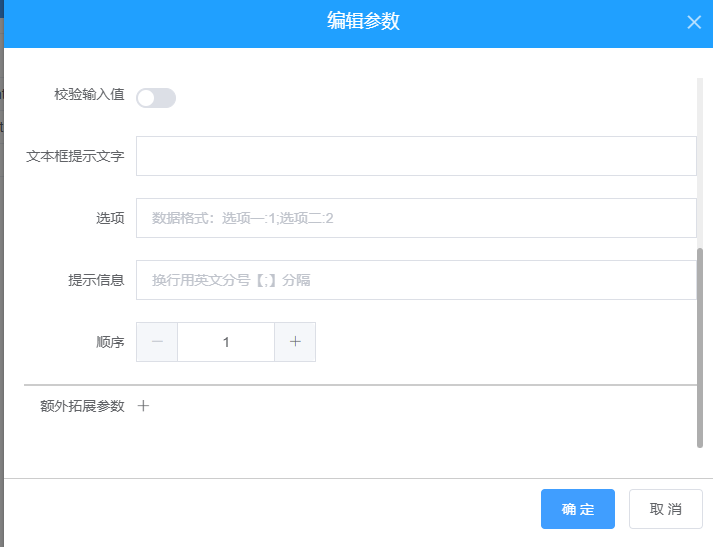 编辑参数
校验输入值
文本框提示文字
选项 数据格式：选项一:1;选项二:2
提示信息 换行用英文分号【;】分隔
顺序 1
额外拓展参数
确定 取消